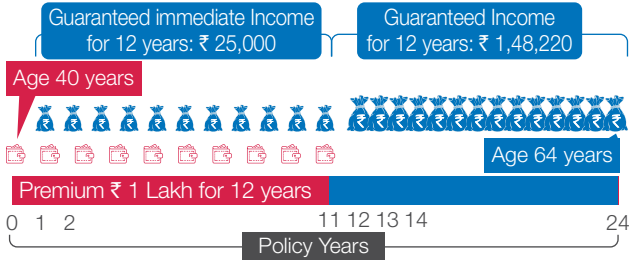 Guaranteed immediate Income
for 12 years: ₹ 25,000
Guaranteed Income
for 12 years: ₹ 1,48,220
Age 40 years
₹ ₹ ₹ ₹ ₹ ₹ ₹ ₹ ₹ ₹ ₹ ₹ ₹ ₹ ₹ ₹ ₹ ₹ ₹ ₹ ₹ ₹ ₹
Age 64 years
Premium ₹ 1 Lakh for 12 years
0 1 2 11 12 13 14 24
Policy Years